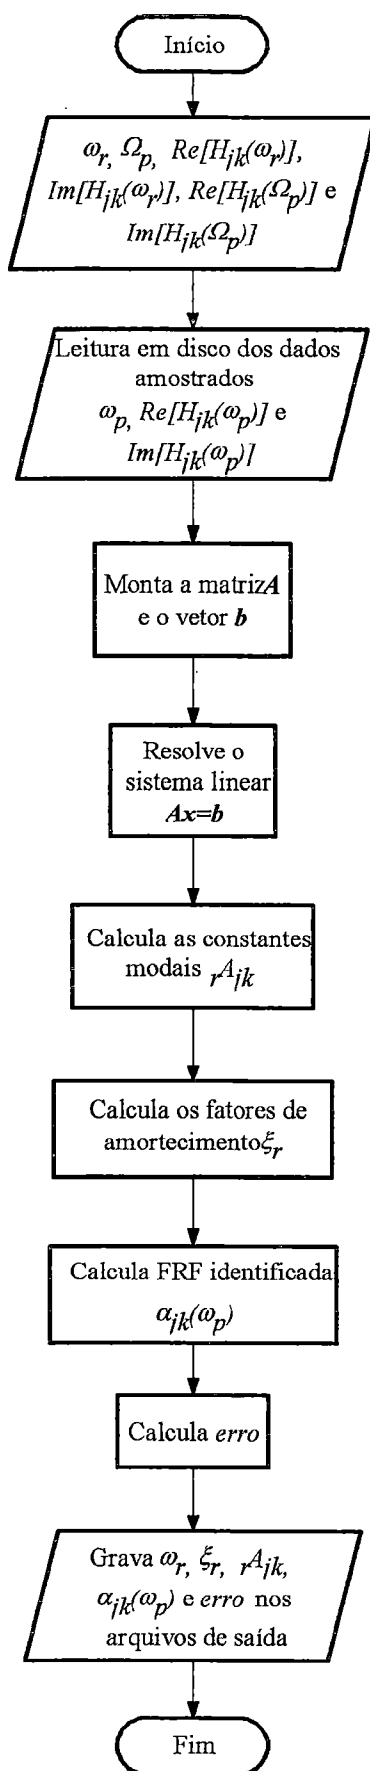 Início
ω_r, Ω_p, Re[H_jk(ω_r)],
Im[H_jk(ω_r)], Re[H_jk(Ω_p)] e
Im[H_jk(Ω_p)]
Leitura em disco dos dados
amostrados
ω_p, Re[H_jk(ω_p)] e
Im[H_jk(ω_p)]
Monta a matriz A
e o vetor b
Resolve o
sistema linear
Ax=b
Calcula as constantes
modais _rA_jk
Calcula os fatores de
amortecimento ξ_r
Calcula FRF identificada
α_jk(ω_p)
Calcula erro
Grava ω_r, ξ_r, _rA_jk,
α_jk(ω_p) e erro nos
arquivos de saída
Fim